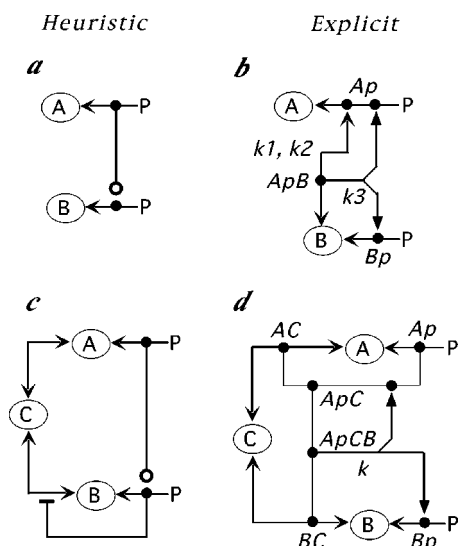 Heuristic Explicit
a b
Ap
A P A P
k1, k2
ApB
k3
B P B P
Bp
c d
AC Ap
A P A P
ApC
C C ApCB
k
B P B P
BC Bp